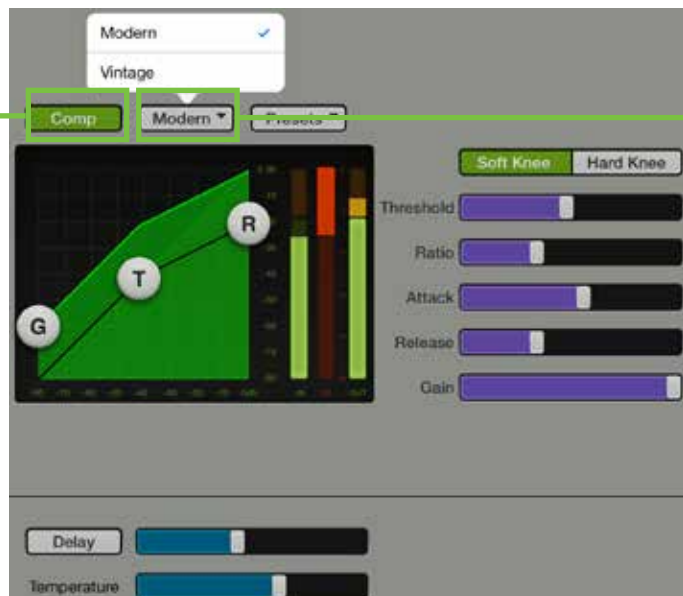 Modern
Vintage
Comp Modern Presets
Soft Knee Hard Knee
Threshold
R
Ratio
T
Attack
G
Release
Gain
Delay
Temperature